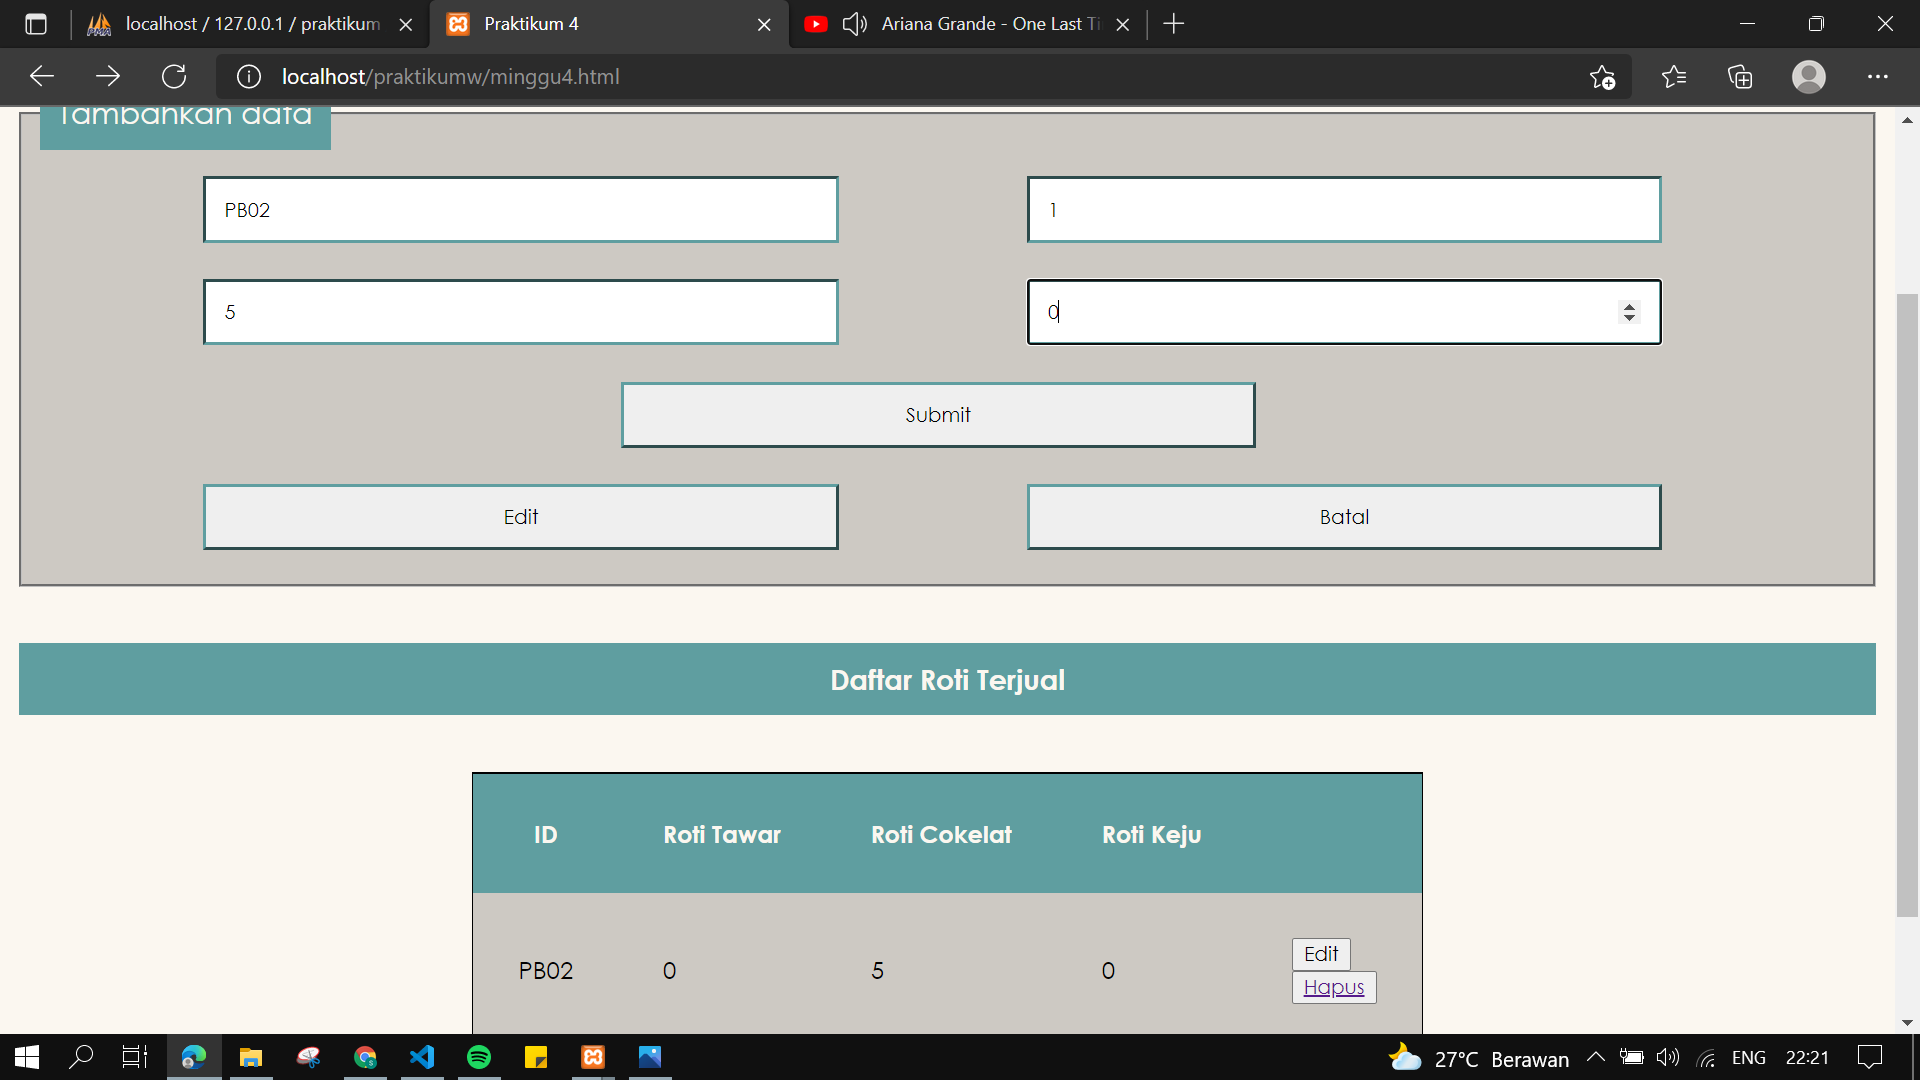 localhost / 127.0.0.1 / praktikum
Praktikum 4
Ariana Grande - One Last Ti
localhost/praktikumw/minggu4.html
Tambahkan data
PB02
1
5
0
Submit
Edit
Batal
Daftar Roti Terjual
ID
Roti Tawar
Roti Cokelat
Roti Keju
PB02
0
5
0
Edit
Hapus
27°C
Berawan
ENG
22:21